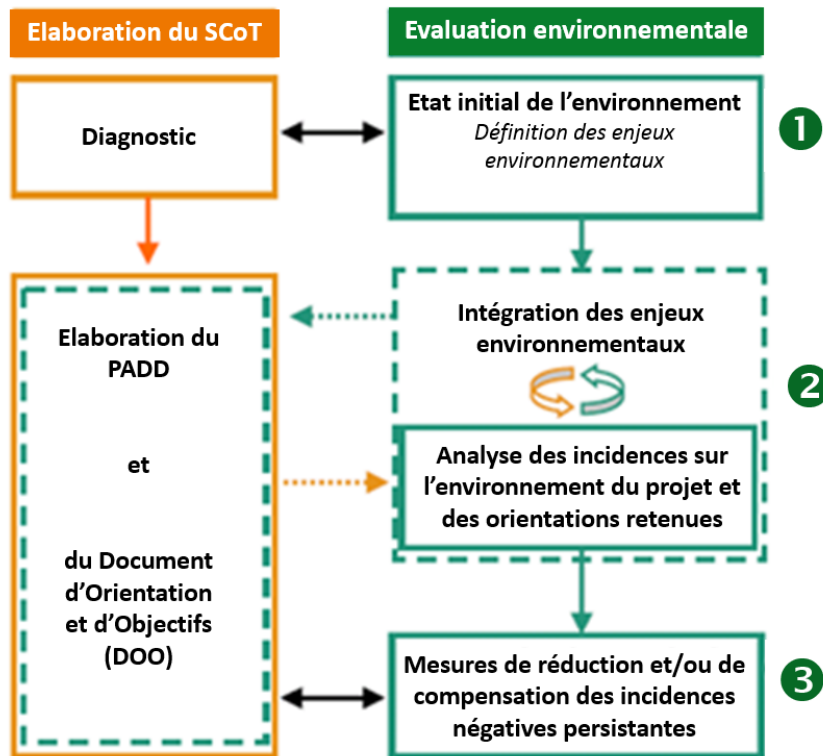 Elaboration du SCoT
Evaluation environnementale
Diagnostic
Etat initial de l'environnement
Définition des enjeux
environnementaux
1
Elaboration du
PADD
et
du Document
d'Orientation
et d'Objectifs
(DOO)
Intégration des enjeux
environnementaux
2
Analyse des incidences sur
l'environnement du projet et
des orientations retenues
Mesures de réduction et/ou de
compensation des incidences
négatives persistantes
3